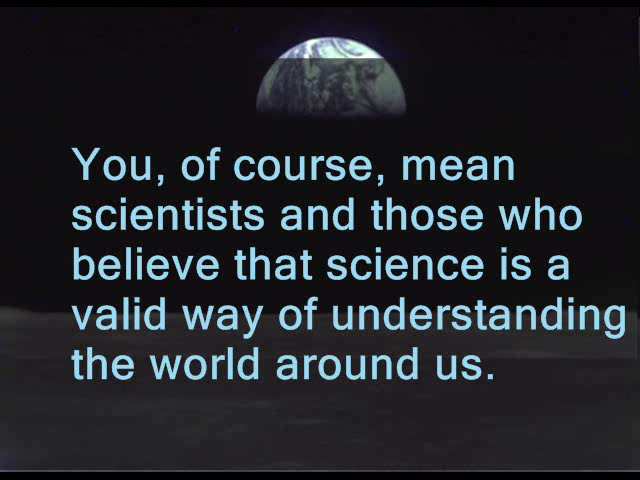 You, of course, mean
scientists and those who
believe that science is a
valid way of understanding
the world around us.